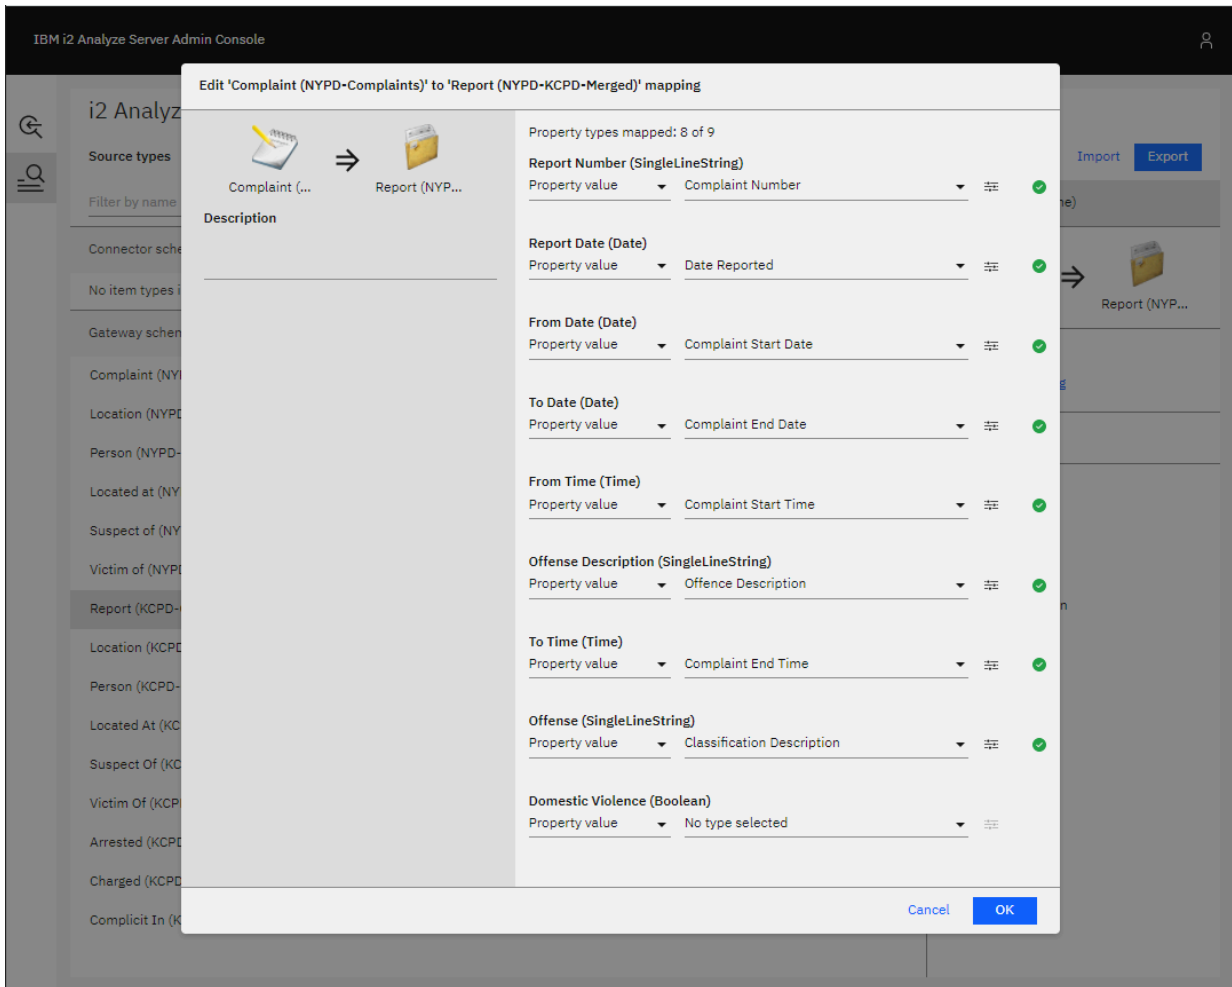 IBM i2 Analyze Server Admin Console
Edit 'Complaint (NYPD-Complaints)' to 'Report (NYPD-KCPD-Merged)' mapping
i2 Analyz
Source types
Filter by name
Connector sche
No item types i
Gateway schem
Complaint (NYI
Location (NYPD
Person (NYPD-
Located at (NY
Suspect of (NY
Victim of (NYPD
Report (KCPD-
Location (KCPD
Person (KCPD-
Located At (KC
Suspect Of (KC
Victim Of (KCP
Arrested (KCPD
Charged (KCPD
Complicit In (K
Complaint (...
Report (NYP...
Description
Property types mapped: 8 of 9
Report Number (SingleLineString)
Property value Complaint Number
Report Date (Date)
Property value Date Reported
From Date (Date)
Property value Complaint Start Date
To Date (Date)
Property value Complaint End Date
From Time (Time)
Property value Complaint Start Time
Offense Description (SingleLineString)
Property value Offence Description
To Time (Time)
Property value Complaint End Time
Offense (SingleLineString)
Property value Classification Description
Domestic Violence (Boolean)
Property value No type selected
Cancel OK
Import Export
ne)
Report (NYP...
g
n